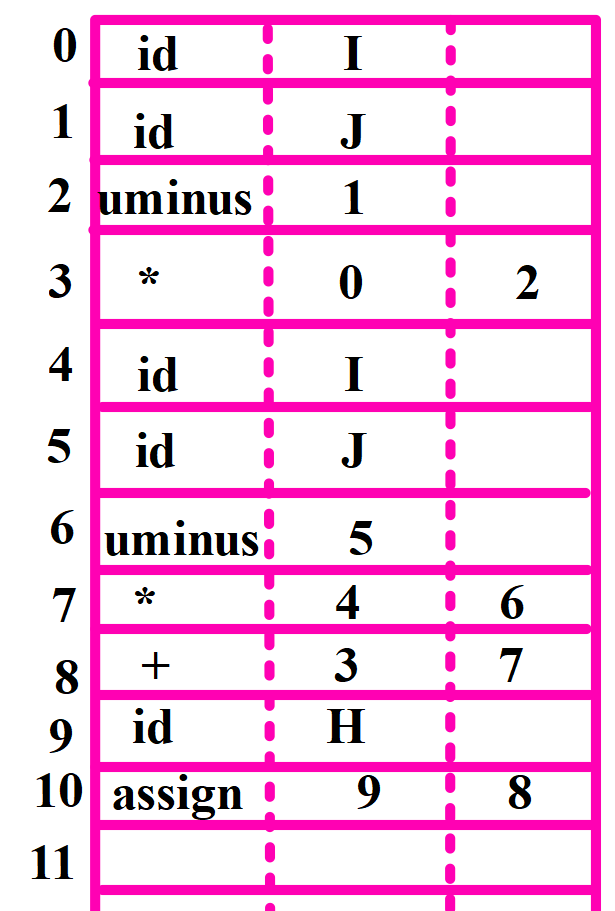 0 id I
1 id J
2 uminus 1
3 * 0 2
4 id I
5 id J
6 uminus 5
7 * 4 6
8 + 3 7
9 id H
10 assign 9 8
11